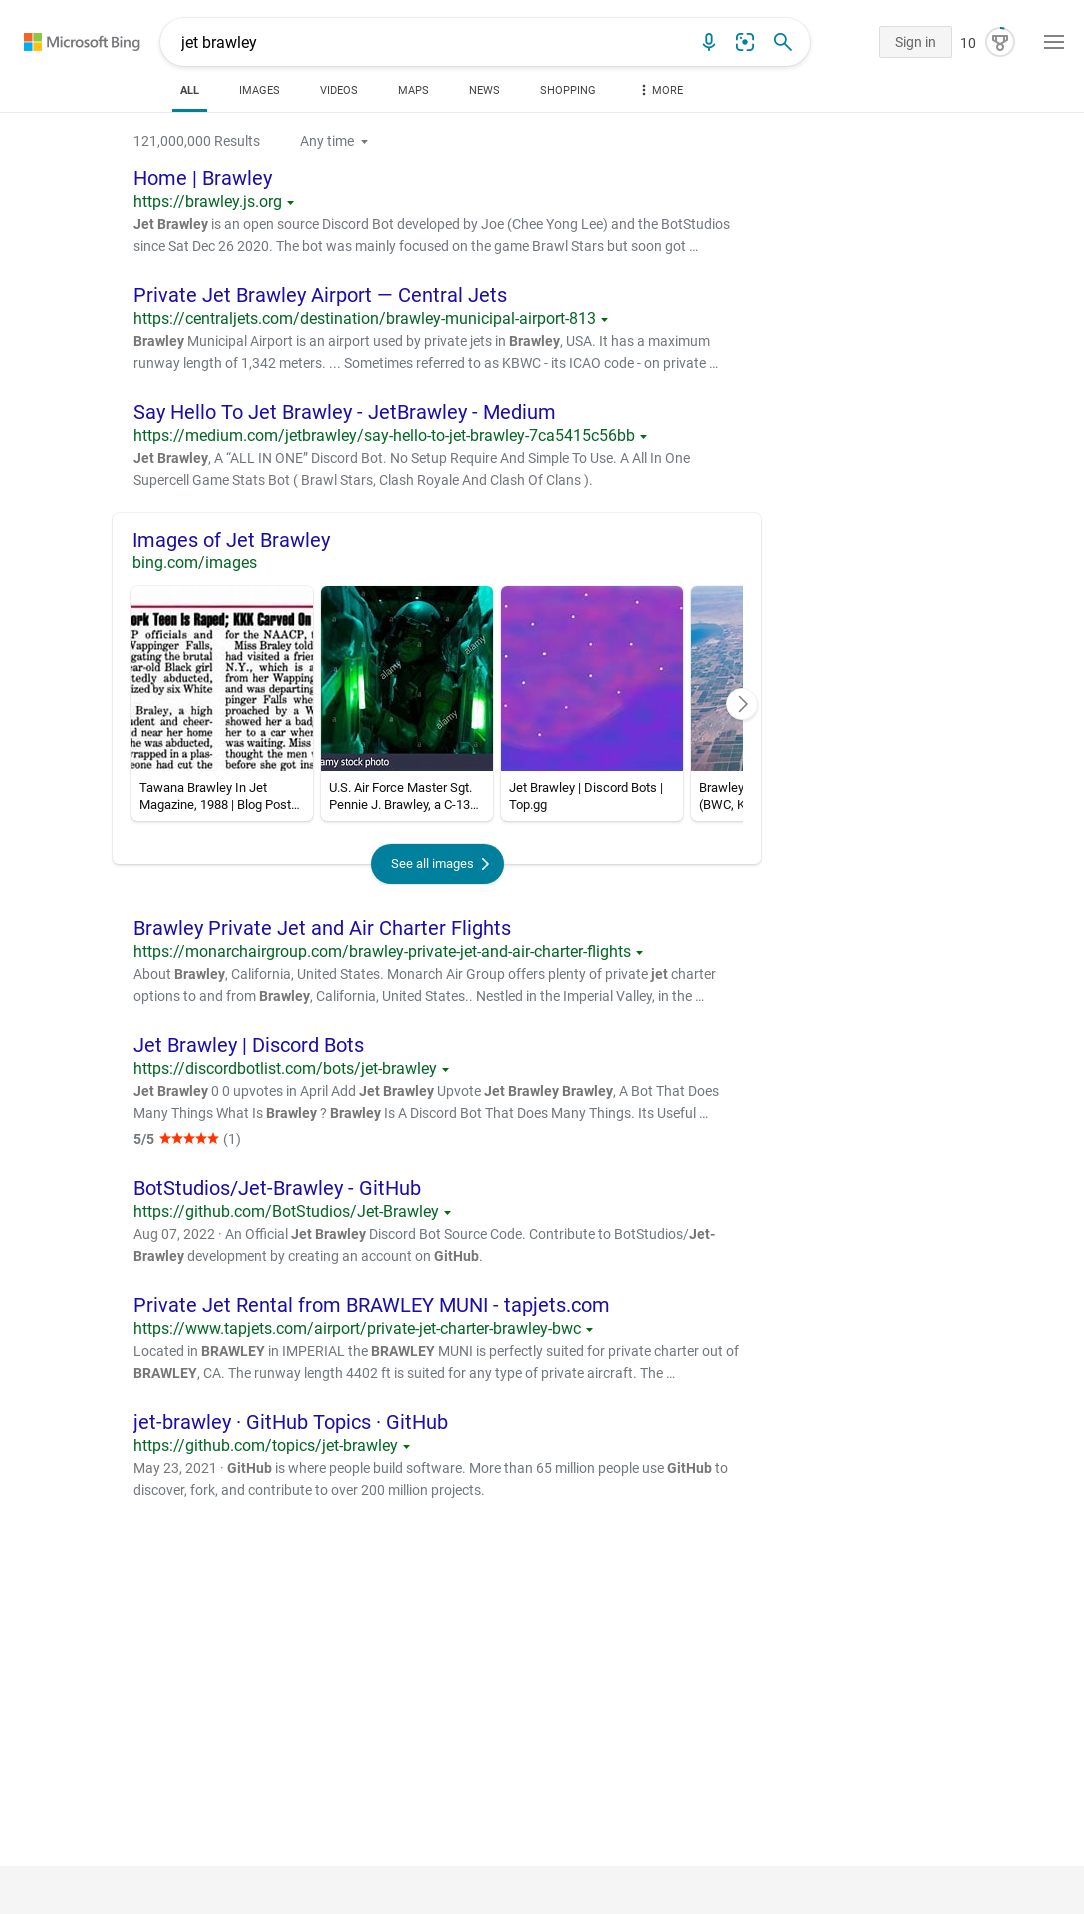 Microsoft Bing
jet brawley
Sign in
10
ALL
IMAGES
VIDEOS
MAPS
NEWS
SHOPPING
MORE
121,000,000 Results
Any time
Home | Brawley
https://brawley.js.org
Jet Brawley is an open source Discord Bot developed by Joe (Chee Yong Lee) and the BotStudios
since Sat Dec 26 2020. The bot was mainly focused on the game Brawl Stars but soon got …
Private Jet Brawley Airport — Central Jets
https://centraljets.com/destination/brawley-municipal-airport-813
Brawley Municipal Airport is an airport used by private jets in Brawley, USA. It has a maximum
runway length of 1,342 meters. ... Sometimes referred to as KBWC - its ICAO code - on private …
Say Hello To Jet Brawley - JetBrawley - Medium
https://medium.com/jetbrawley/say-hello-to-jet-brawley-7ca5415c56bb
Jet Brawley, A “ALL IN ONE” Discord Bot. No Setup Require And Simple To Use. A All In One
Supercell Game Stats Bot ( Brawl Stars, Clash Royale And Clash Of Clans ).
Images of Jet Brawley
bing.com/images
ork Teen Is Raped; KKK Carved On
P officials and
Wappinger Falls,
gating the brutal
ear-old Black girl
tedly abducted,
ized by six White
Braley, a high
udent and cheer-
d near her home
he was abducted,
wrapped in a plas-
eone had cut the
for the NAACP, f
Miss Braley told
had visited a frie
N.Y., which is a
from her Wapping
and was departing
pinger Falls whe
proached by a W
showed her a bad
her to a car wher
was waiting. Miss
thought the men w
before she got ins
alamy
alamy
alamy
amy stock photo
Tawana Brawley In Jet
Magazine, 1988 | Blog Post…
U.S. Air Force Master Sgt.
Pennie J. Brawley, a C-13…
Jet Brawley | Discord Bots |
Top.gg
Brawley
(BWC, K
See all images
Brawley Private Jet and Air Charter Flights
https://monarchairgroup.com/brawley-private-jet-and-air-charter-flights
About Brawley, California, United States. Monarch Air Group offers plenty of private jet charter
options to and from Brawley, California, United States.. Nestled in the Imperial Valley, in the …
Jet Brawley | Discord Bots
https://discordbotlist.com/bots/jet-brawley
Jet Brawley 0 0 upvotes in April Add Jet Brawley Upvote Jet Brawley Brawley, A Bot That Does
Many Things What Is Brawley ? Brawley Is A Discord Bot That Does Many Things. Its Useful …
5/5 ★★★★★ (1)
BotStudios/Jet-Brawley - GitHub
https://github.com/BotStudios/Jet-Brawley
Aug 07, 2022 · An Official Jet Brawley Discord Bot Source Code. Contribute to BotStudios/Jet-
Brawley development by creating an account on GitHub.
Private Jet Rental from BRAWLEY MUNI - tapjets.com
https://www.tapjets.com/airport/private-jet-charter-brawley-bwc
Located in BRAWLEY in IMPERIAL the BRAWLEY MUNI is perfectly suited for private charter out of
BRAWLEY, CA. The runway length 4402 ft is suited for any type of private aircraft. The …
jet-brawley · GitHub Topics · GitHub
https://github.com/topics/jet-brawley
May 23, 2021 · GitHub is where people build software. More than 65 million people use GitHub to
discover, fork, and contribute to over 200 million projects.